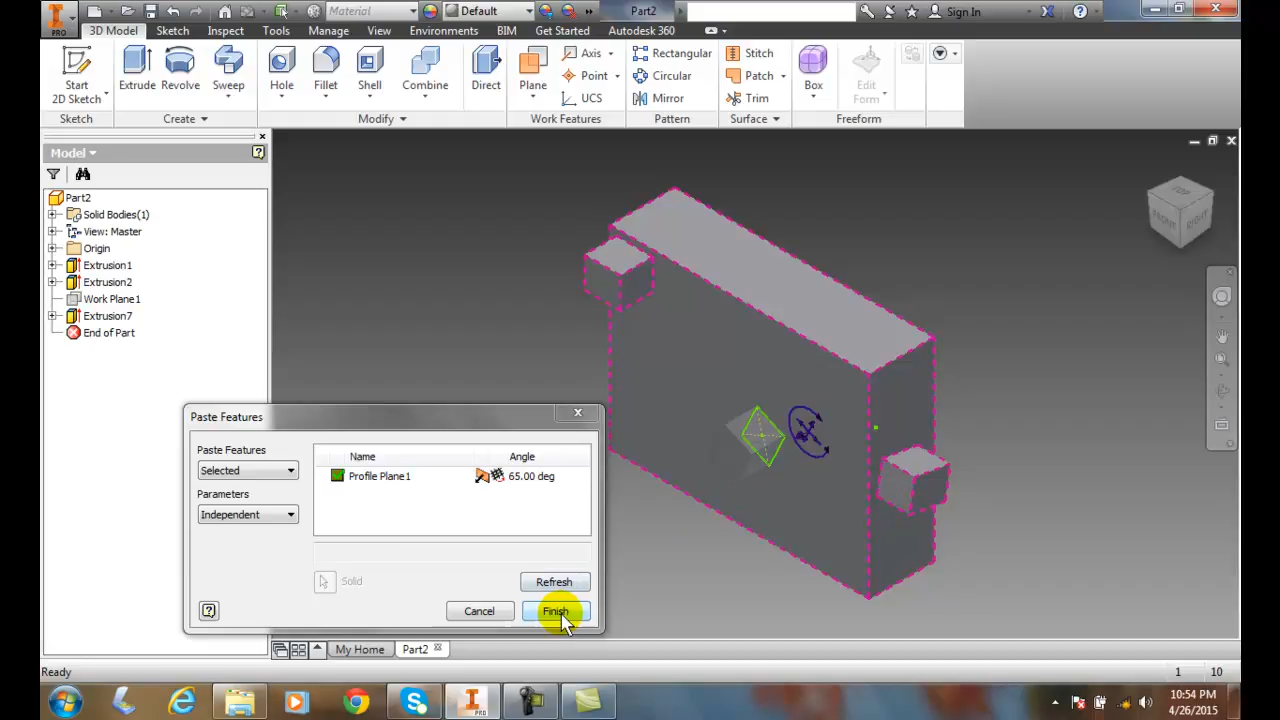 Material
Default
Part2
Sign In
PRO
3D Model
Sketch
Inspect
Tools
Manage
View
Environments
BIM
Get Started
Autodesk 360
Start
2D Sketch
Extrude
Revolve
Sweep
Hole
Fillet
Shell
Combine
Direct
Plane
Axis
Point
UCS
Rectangular
Circular
Mirror
Stitch
Patch
Trim
Box
Edit
Form
Sketch
Create
Modify
Work Features
Pattern
Surface
Freeform
Model
Part2
Solid Bodies(1)
View: Master
Origin
Extrusion1
Extrusion2
Work Plane1
Extrusion7
End of Part
TOP
FRONT
RIGHT
Paste Features
Paste Features
Selected
Parameters
Independent
Name
Angle
Profile Plane1
65.00 deg
Solid
Refresh
Cancel
Finish
My Home
Part2
Ready
1
10
PRO
10:54 PM
4/26/2015